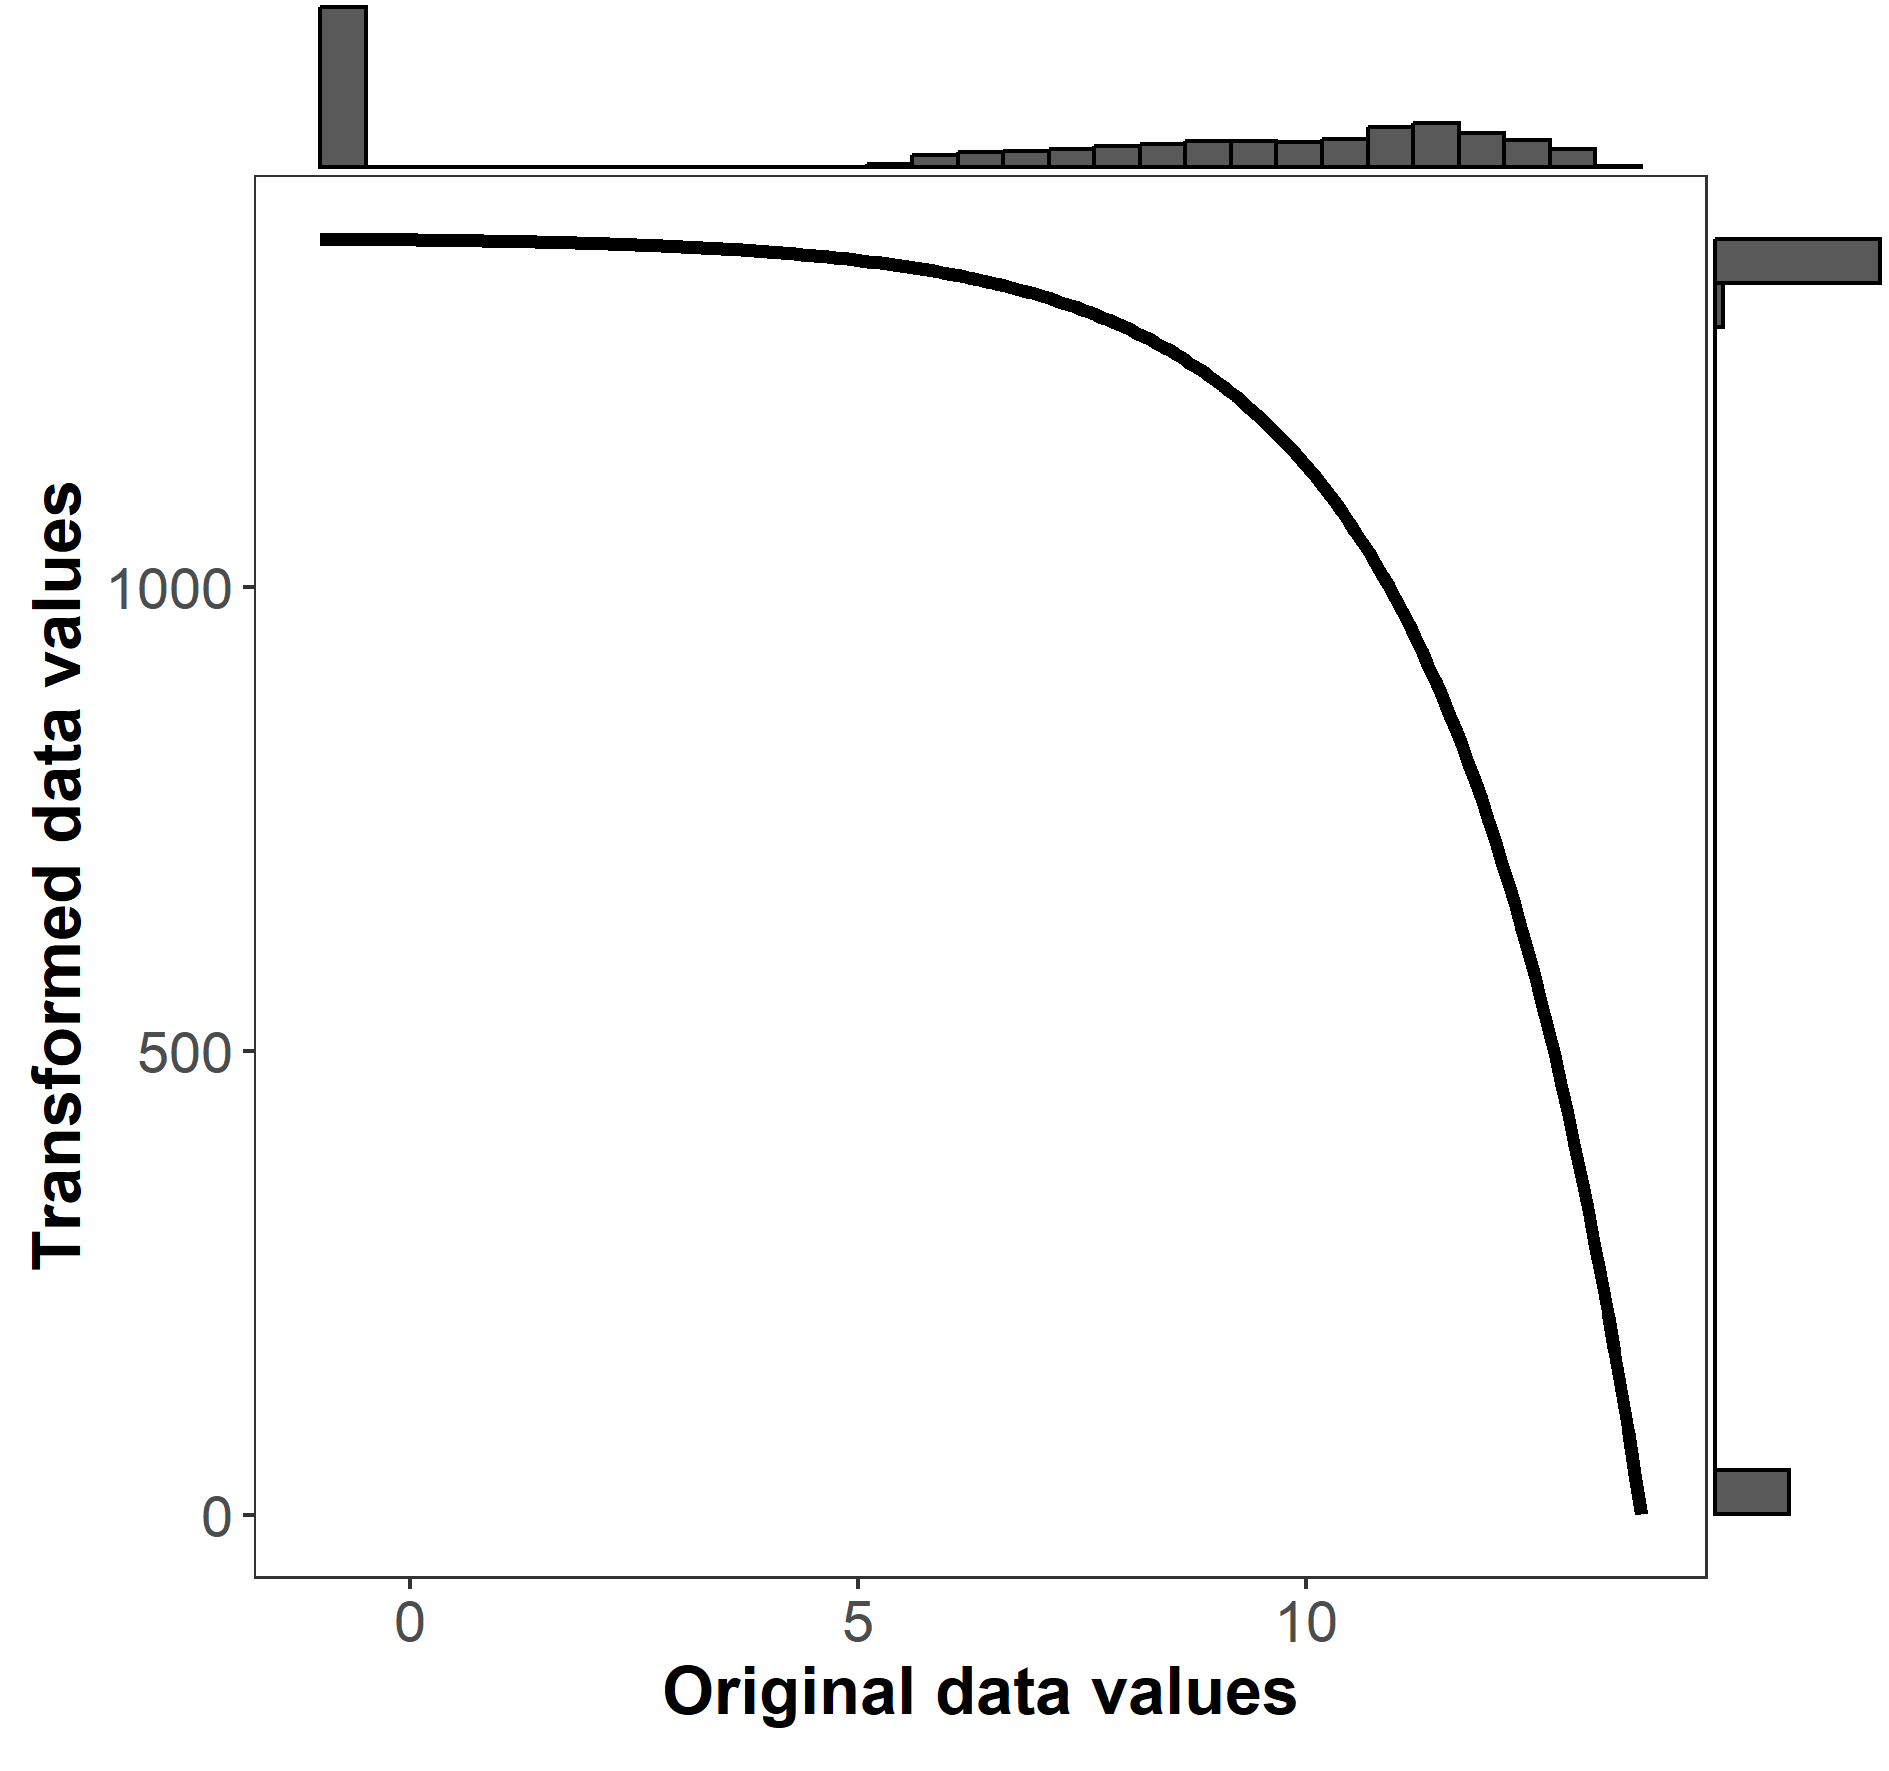 Transformed data values
1000
500
0
0 5 10
Original data values